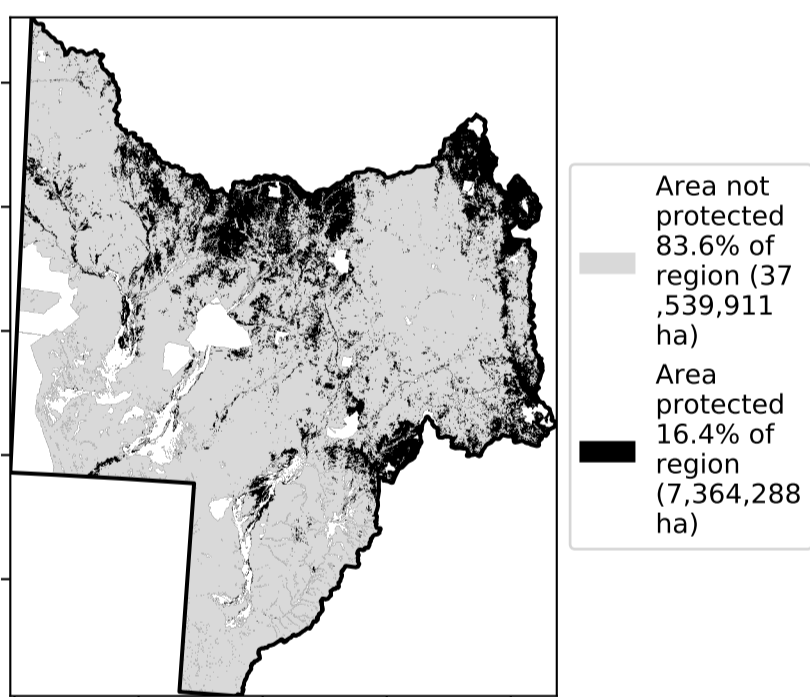 Area not
protected
83.6% of
region (37
,539,911
ha)
Area
protected
16.4% of
region
(7,364,288
ha)